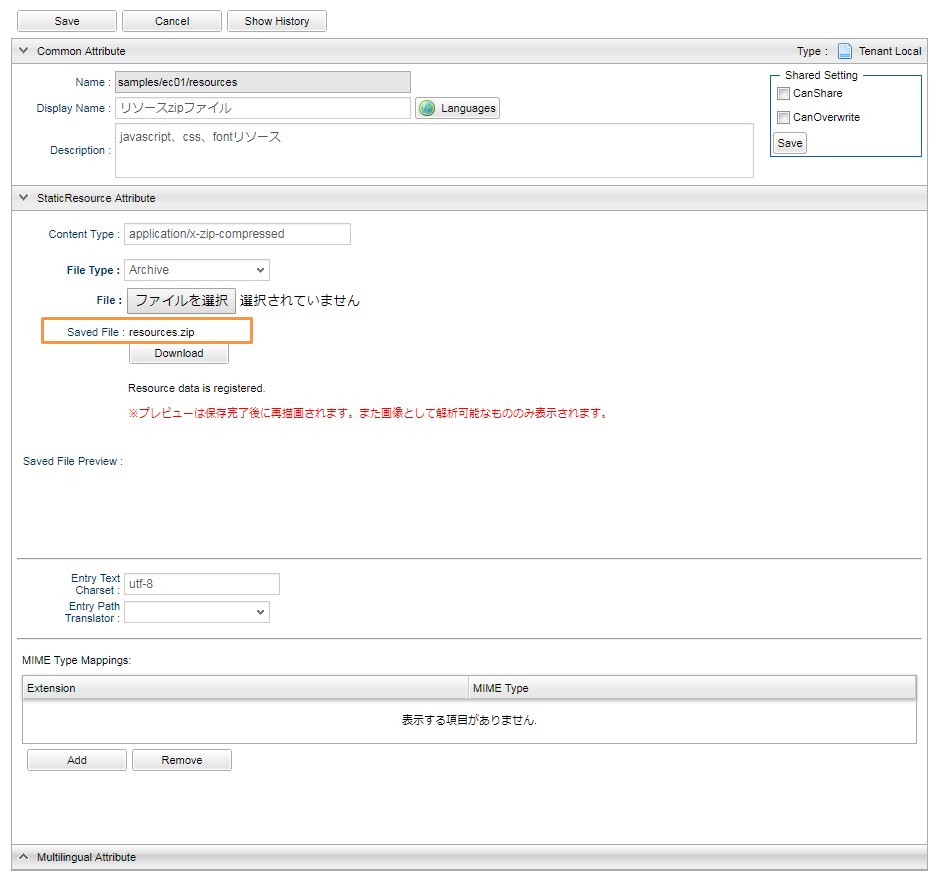 Save Cancel Show History
Common Attribute Type : Tenant Local
Name : samples/ec01/resources
Display Name : リソースzipファイル Languages
Description : javascript、css、fontリソース
Shared Setting
CanShare
CanOverwrite
Save
StaticResource Attribute
Content Type : application/x-zip-compressed
File Type : Archive
File : ファイルを選択 選択されていません
Saved File : resources.zip
Download
Resource data is registered.
※プレビューは保存完了後に再描画されます。また画像として解析可能なもののみ表示されます。
Saved File Preview :
Entry Text
Charset : utf-8
Entry Path
Translator :
MIME Type Mappings:
Extension MIME Type
表示する項目がありません.
Add Remove
Multilingual Attribute